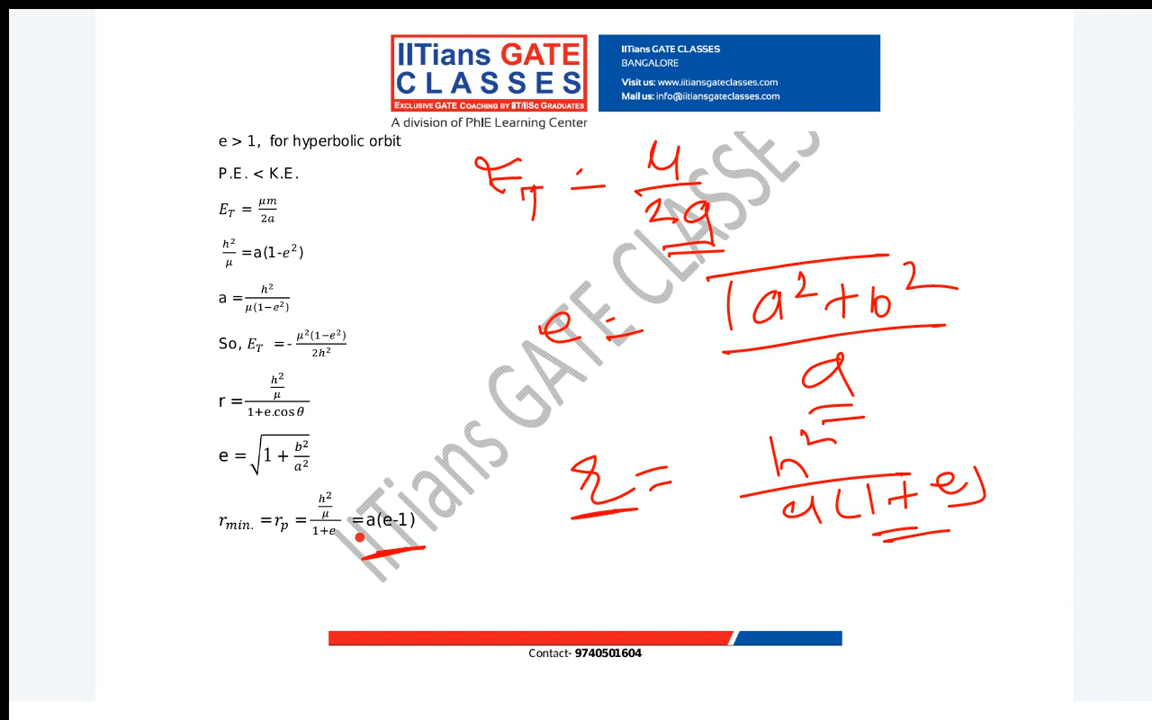 IITians GATE
CLASSES
EXCLUSIVE GATE COACHING BY IIT/IISc GRADUATES
A division of PhIE Learning Center
IITians GATE CLASSES
BANGALORE
Visit us: www.iitiansgateclasses.com
Mail us: info@iitiansgateclasses.com
e > 1, for hyperbolic orbit
P.E. < K.E.
E_T = μm/2a
h²/μ = a(1-e²)
a = h²/μ(1−e²)
So, E_T = - μ²(1−e²)/2h²
r = (h²/μ)/(1+e.cosθ)
e = √(1 + b²/a²)
r_min. = r_p = (h²/μ)/(1+e) = a(e-1)
E_T = μ/2a
e = √(a²+b²)/a
r = h²/μ(1+e)
IITians GATE CLASSES
Contact- 9740501604